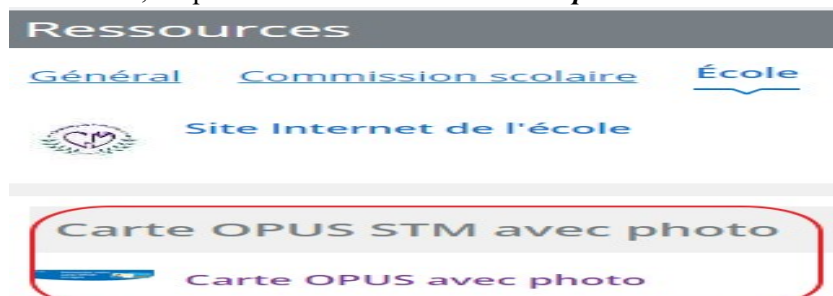 Ressources
Général Commission scolaire École
Site Internet de l'école
Carte OPUS STM avec photo
Carte OPUS avec photo